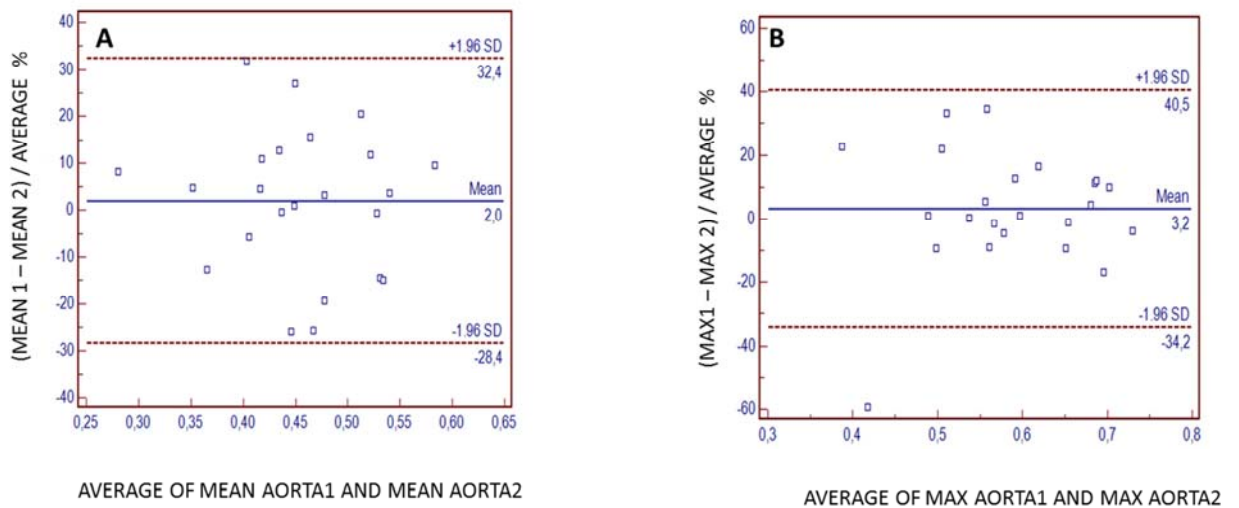 A
(MEAN 1 – MEAN 2) / AVERAGE %
40
30
20
10
0
-10
-20
-30
-40
+1.96 SD
32,4
Mean
2,0
-1.96 SD
-28,4
0,25 0,30 0,35 0,40 0,45 0,50 0,55 0,60 0,65
AVERAGE OF MEAN AORTA1 AND MEAN AORTA2
B
(MAX1 – MAX 2) / AVERAGE %
60
40
20
0
-20
-40
-60
+1.96 SD
40,5
Mean
3,2
-1.96 SD
-34,2
0,3 0,4 0,5 0,6 0,7 0,8
AVERAGE OF MAX AORTA1 AND MAX AORTA2